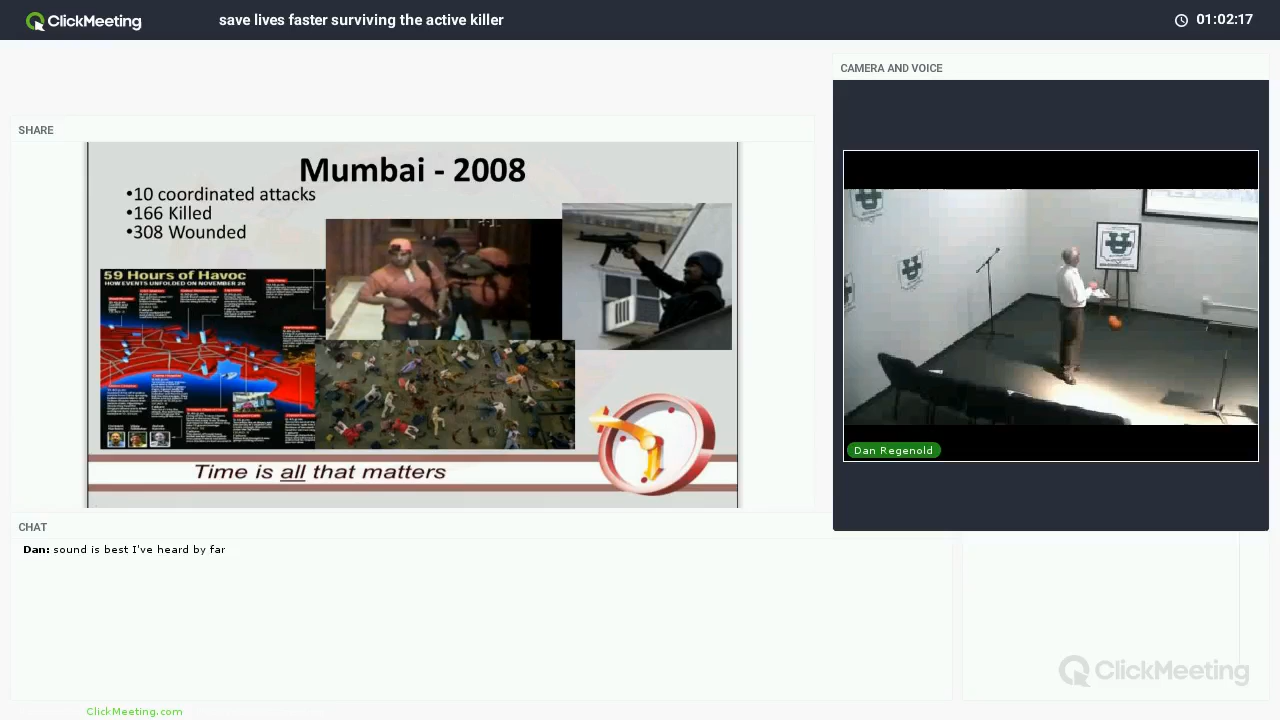 ClickMeeting
save lives faster surviving the active killer
01:02:17
CAMERA AND VOICE
SHARE
Mumbai - 2008
•10 coordinated attacks
•166 Killed
•308 Wounded
59 Hours of Havoc
HOW EVENTS UNFOLDED ON NOVEMBER 26
Time is all that matters
Dan Regenold
CHAT
Dan: sound is best I've heard by far
ClickMeeting
ClickMeeting.com